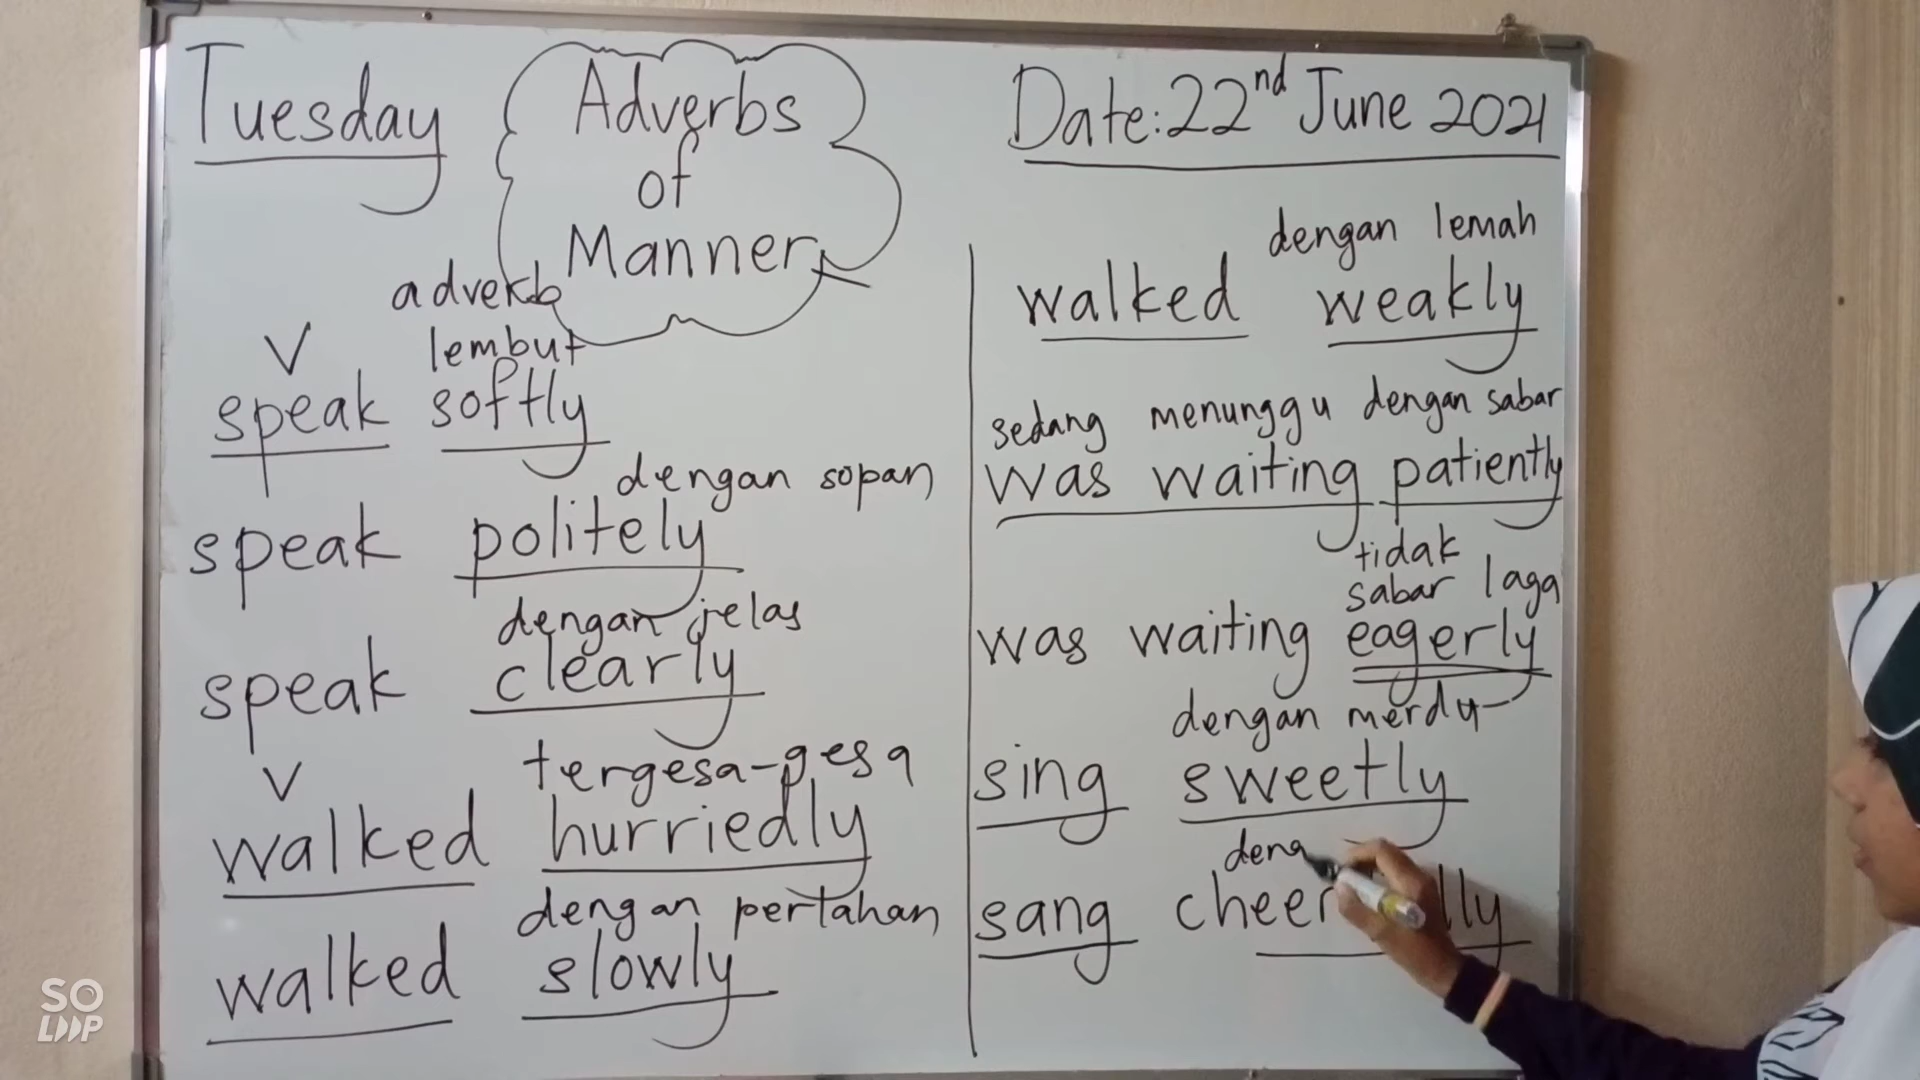 Tuesday
Adverbs
of
Manner
Date: 22nd June 2021
adverb
V
lembut
speak softly
dengan sopan
speak politely
dengan jelas
speak clearly
V
tergesa-gesa
walked hurriedly
dengan pertahan
walked slowly
dengan lemah
walked weakly
sedang menunggu dengan sabar
was waiting patiently
tidak
sabar laga
was waiting eagerly
dengan merdu
sing sweetly
deng
sang
SO
LOOP